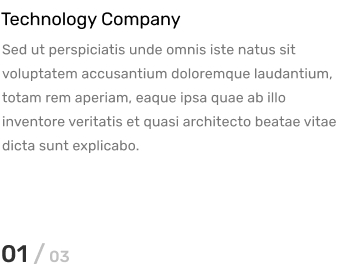 Technology Company
Sed ut perspiciatis unde omnis iste natus sit
voluptatem accusantium doloremque laudantium,
totam rem aperiam, eaque ipsa quae ab illo
inventore veritatis et quasi architecto beatae vitae
dicta sunt explicabo.
01 / 03